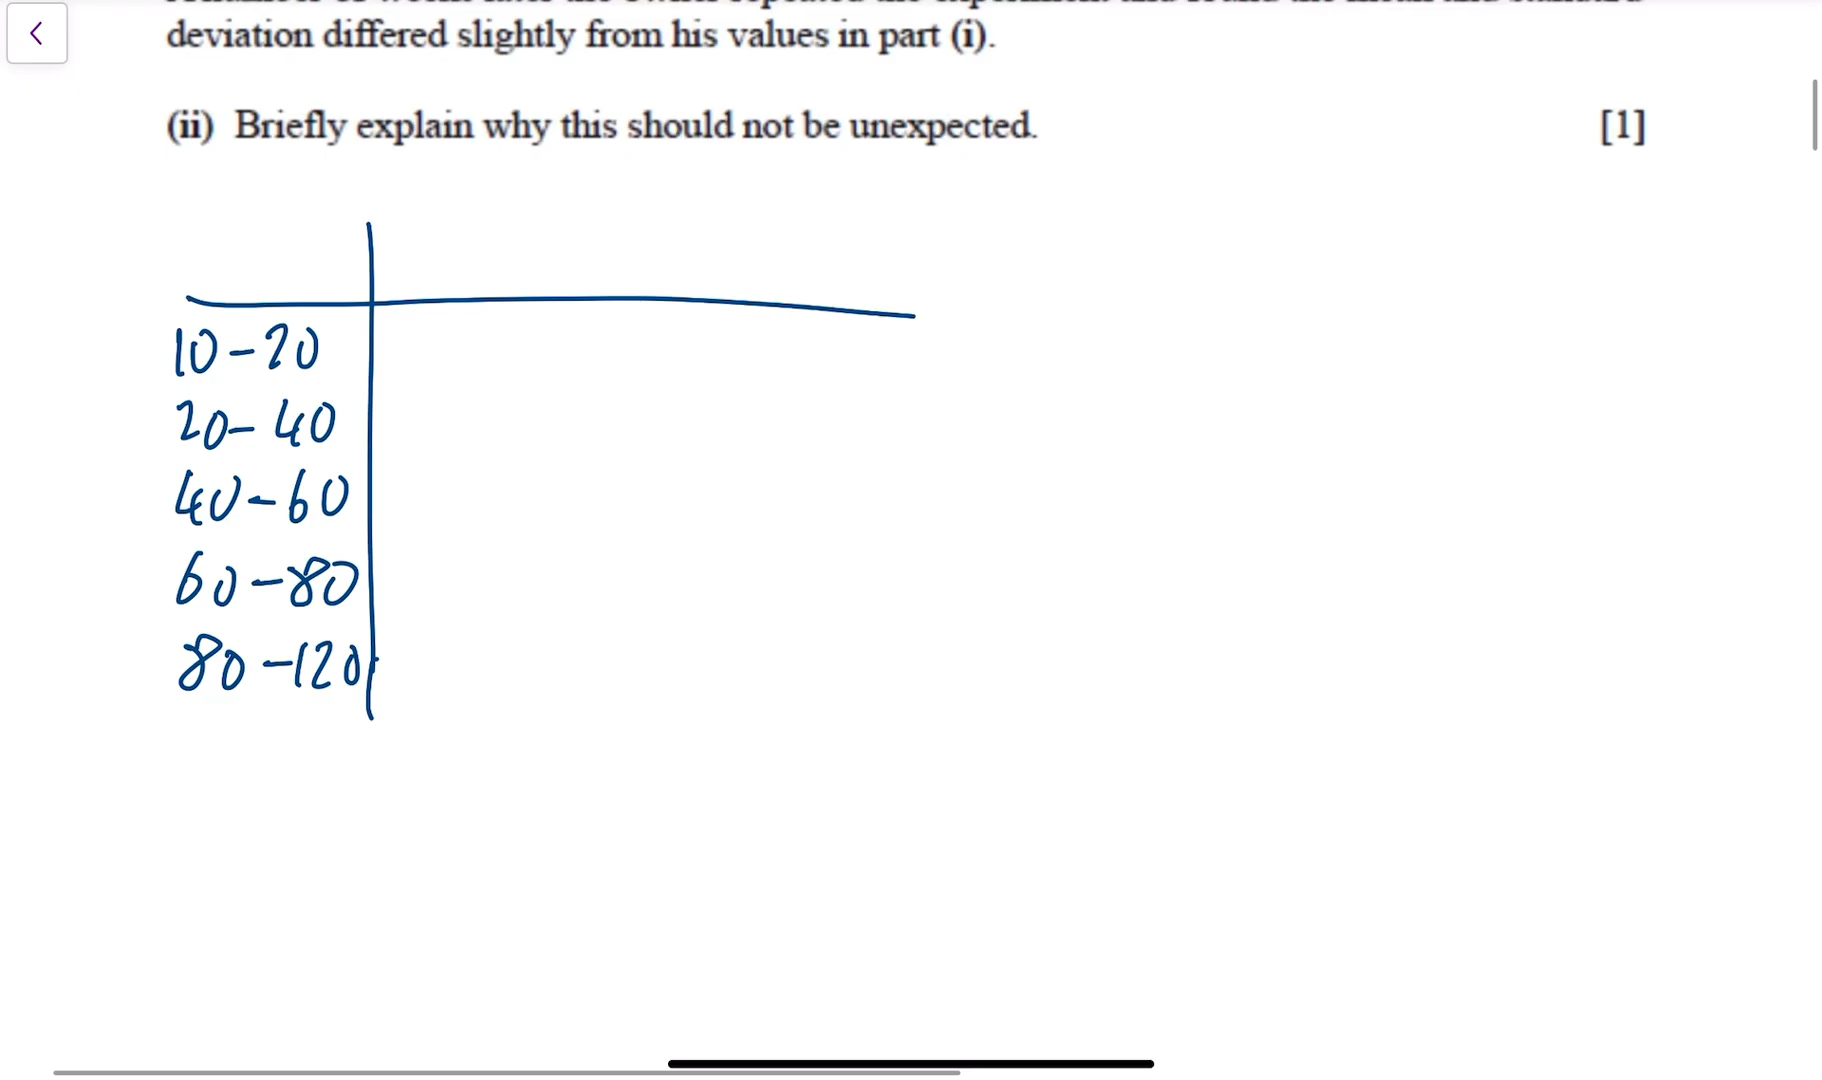 deviation differed slightly from his values in part (i).
(ii) Briefly explain why this should not be unexpected. [1]
10-20
20-40
40-60
60-80
80-120